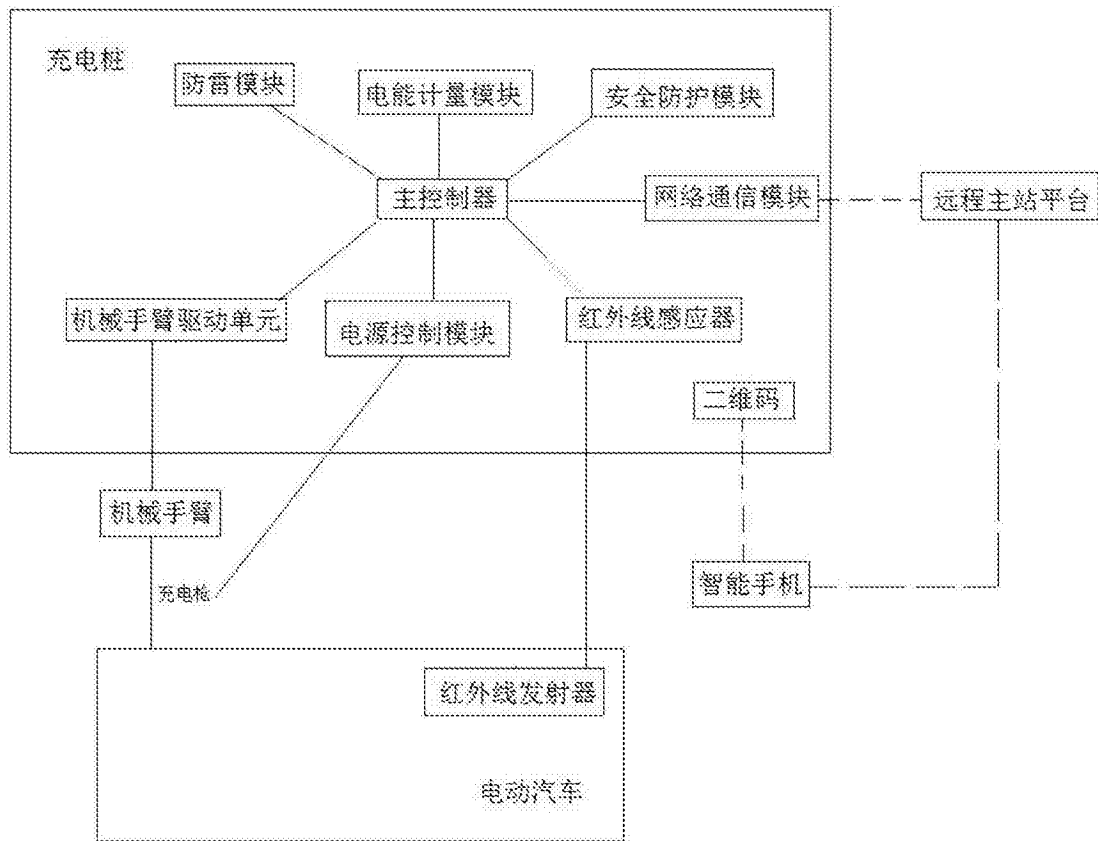 充电桩
防雷模块
电能计量模块
安全防护模块
主控制器
网络通信模块
远程主站平台
机械手臂驱动单元
电源控制模块
红外线感应器
二维码
机械手臂
智能手机
充电枪
红外线发射器
电动汽车